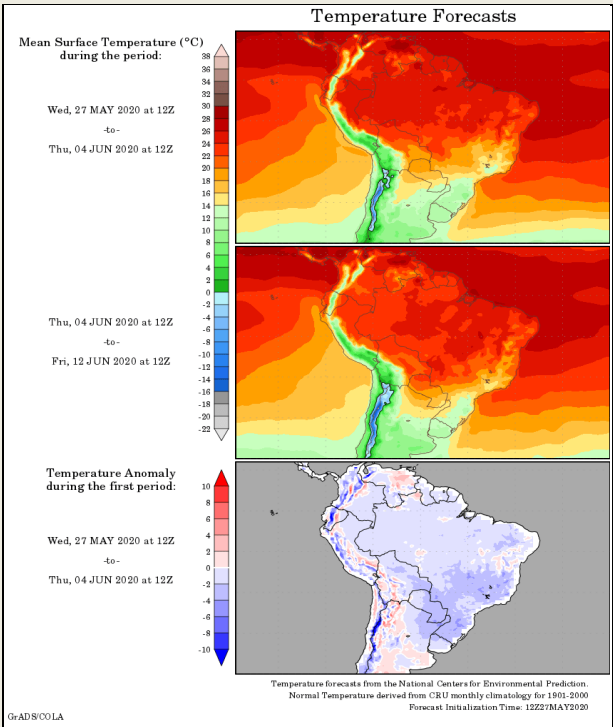 Temperature Forecasts
Mean Surface Temperature (°C)
during the period:
38
36
34
32
30
28
26
24
22
20
18
16
14
12
10
8
6
4
2
0
-2
-4
-6
-8
-10
-12
-14
-16
-18
-20
-22
Wed, 27 MAY 2020 at 12Z
-to-
Thu, 04 JUN 2020 at 12Z
Thu, 04 JUN 2020 at 12Z
-to-
Fri, 12 JUN 2020 at 12Z
Temperature Anomaly
during the first period:
10
8
6
4
2
0
-2
-4
-6
-8
-10
Wed, 27 MAY 2020 at 12Z
-to-
Thu, 04 JUN 2020 at 12Z
Temperature forecasts from the National Centers for Environmental Prediction.
Normal Temperature derived from CRU monthly climatology for 1901-2000
Forecast Initialization Time: 12Z27MAY2020
GrADS/COLA